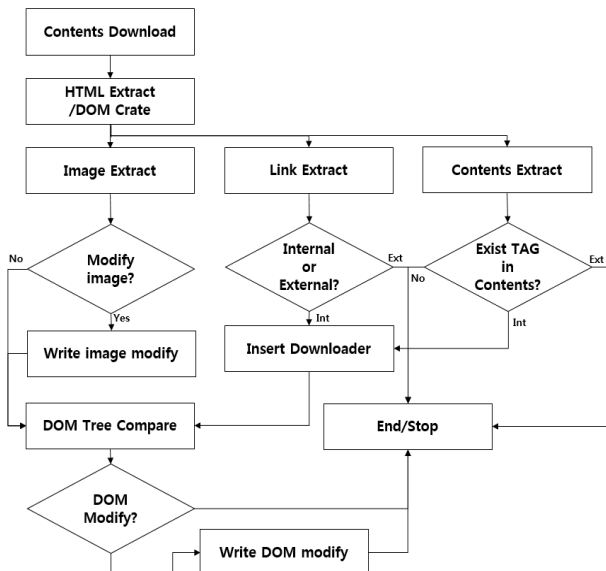 Contents Download
HTML Extract
/DOM Crate
Image Extract
Link Extract
Contents Extract
No
Modify
image?
Internal
or
External?
Ext
No
Exist TAG
in
Contents?
Ext
Yes
Int
Int
Write image modify
Insert Downloader
DOM Tree Compare
End/Stop
DOM
Modify?
Write DOM modify